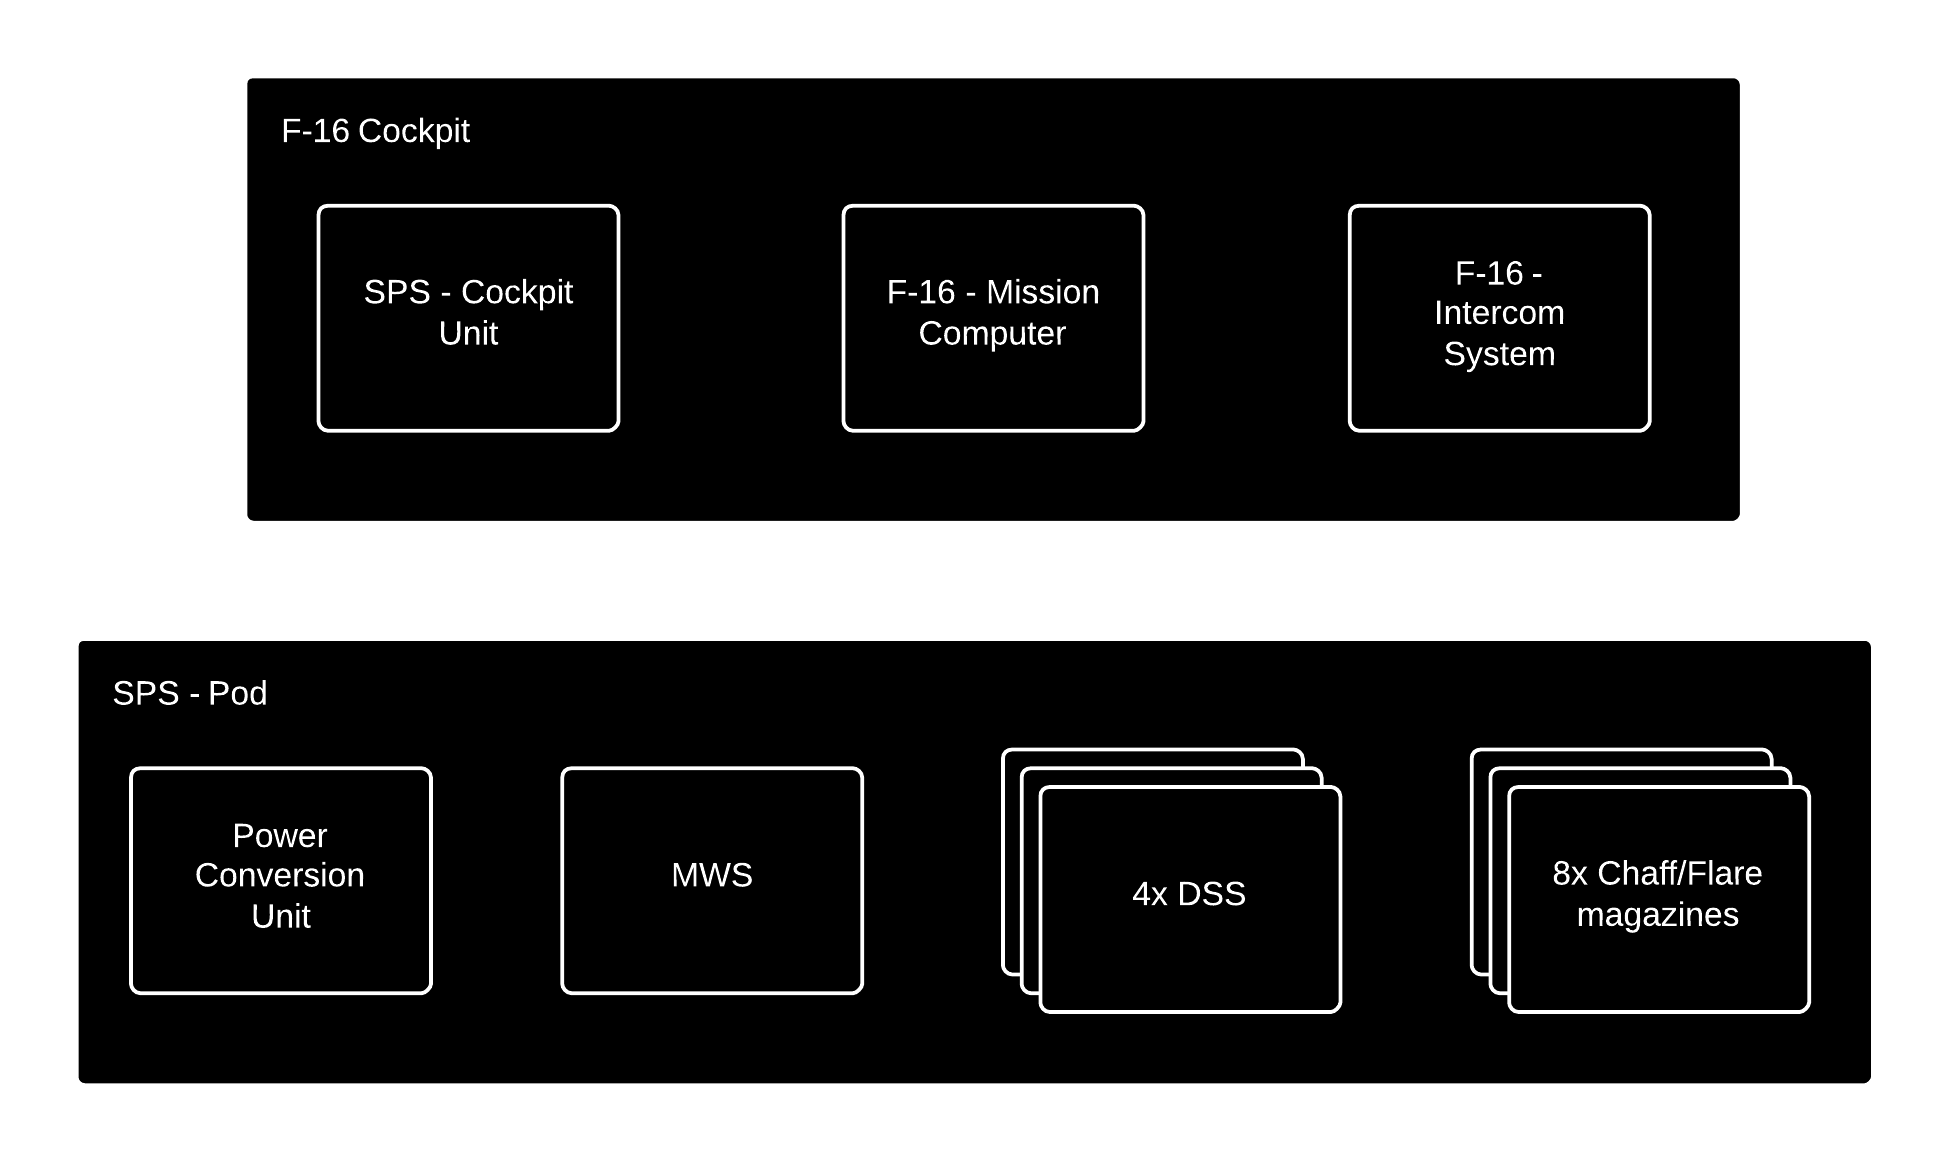 F-16 Cockpit
SPS - Cockpit
Unit
F-16 - Mission
Computer
F-16 -
Intercom
System
SPS - Pod
Power
Conversion
Unit
MWS
4x DSS
8x Chaff/Flare
magazines